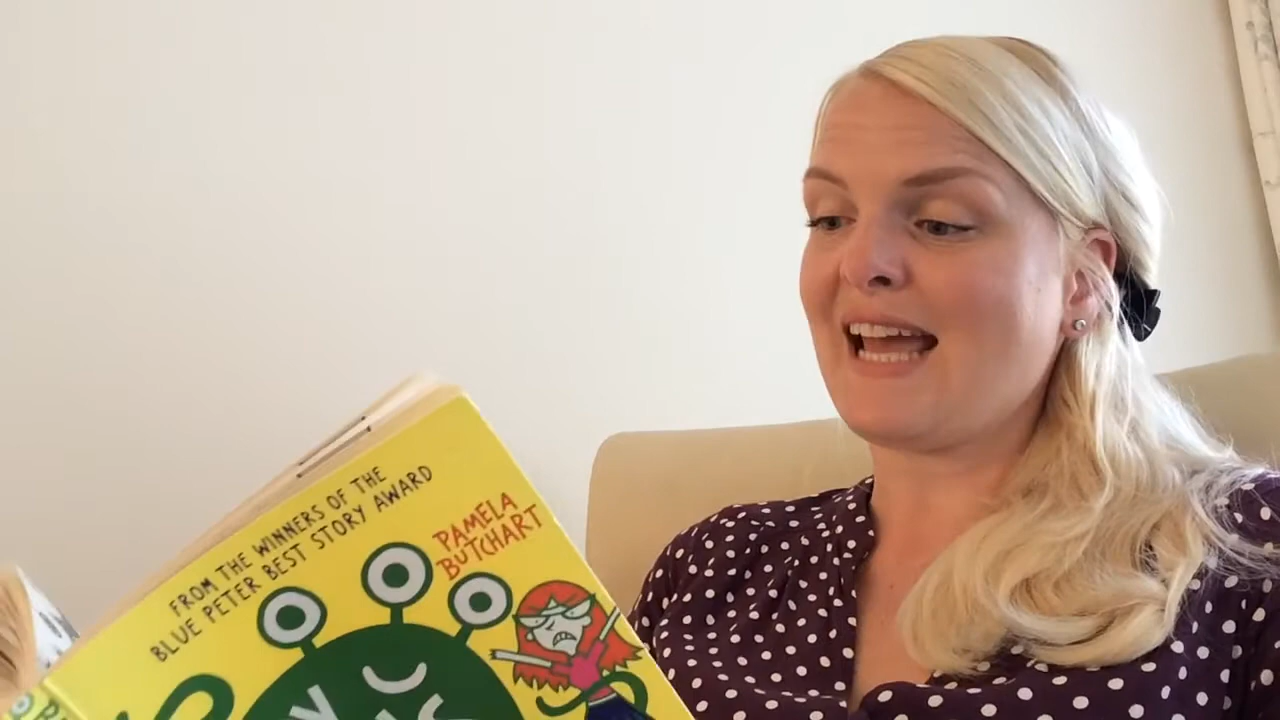 FROM THE WINNERS OF THE
BLUE PETER BEST STORY AWARD
PAMELA
BUTCHART